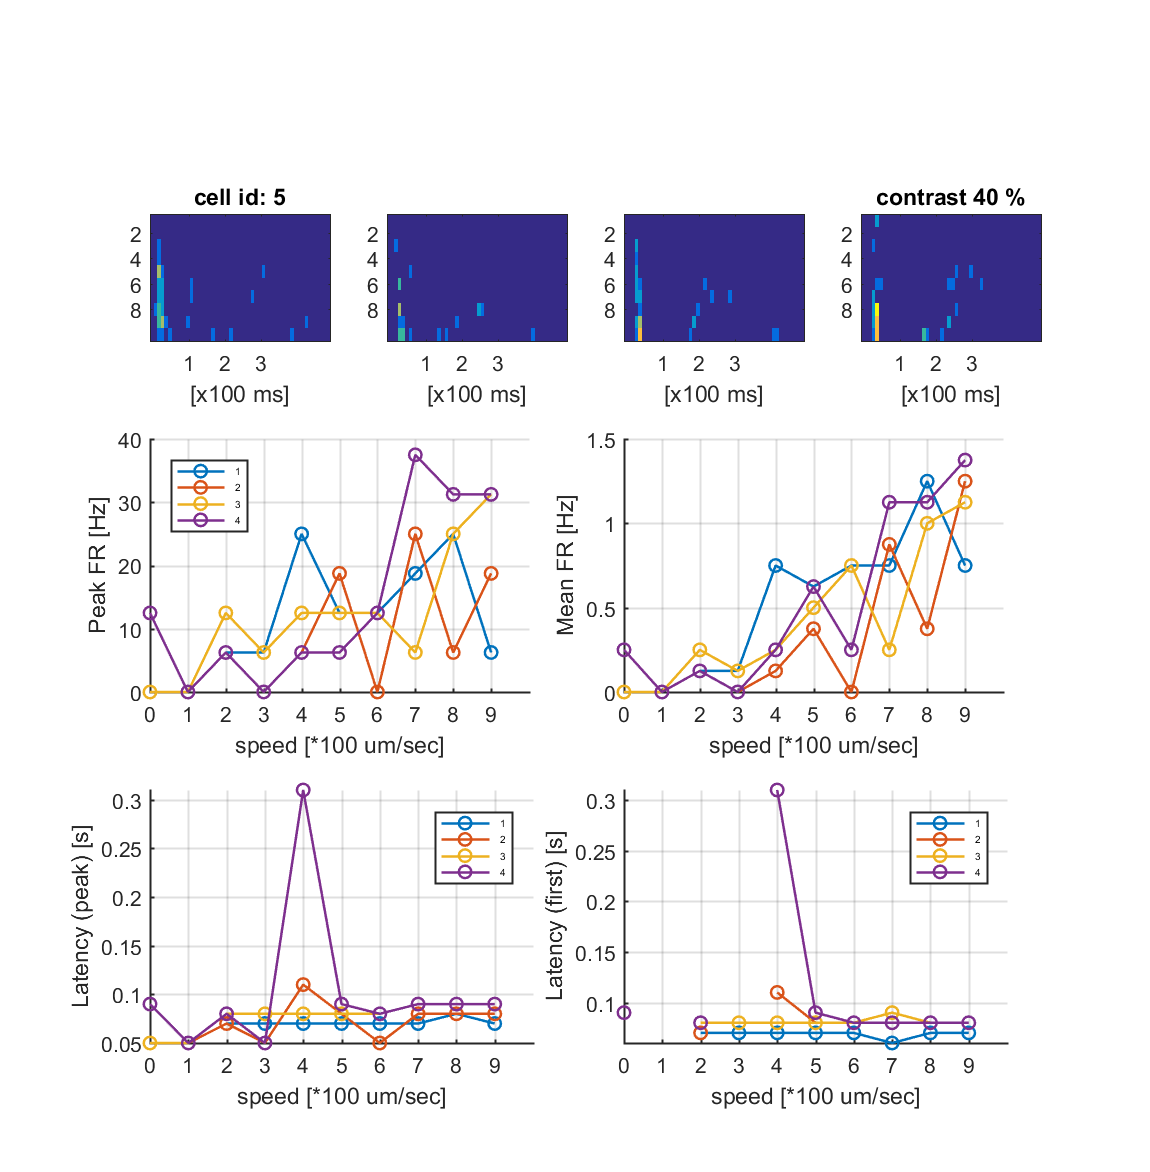 cell id: 5
contrast 40 %
2
4
6
8
2
4
6
8
2
4
6
8
2
4
6
8
1 2 3
1 2 3
1 2 3
1 2 3
[x100 ms]
[x100 ms]
[x100 ms]
[x100 ms]
Peak FR [Hz]
40
30
20
10
0
1
2
3
4
0 1 2 3 4 5 6 7 8 9
speed [*100 um/sec]
Mean FR [Hz]
1.5
1
0.5
0
0 1 2 3 4 5 6 7 8 9
speed [*100 um/sec]
Latency (peak) [s]
0.3
0.25
0.2
0.15
0.1
0.05
1
2
3
4
0 1 2 3 4 5 6 7 8 9
speed [*100 um/sec]
Latency (first) [s]
0.3
0.25
0.2
0.15
0.1
1
2
3
4
0 1 2 3 4 5 6 7 8 9
speed [*100 um/sec]